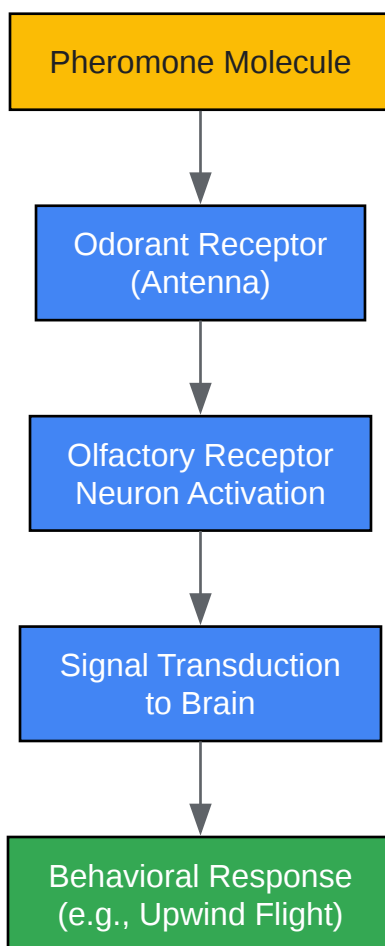 Pheromone Molecule
Odorant Receptor
(Antenna)
Olfactory Receptor
Neuron Activation
Signal Transduction
to Brain
Behavioral Response
(e.g., Upwind Flight)